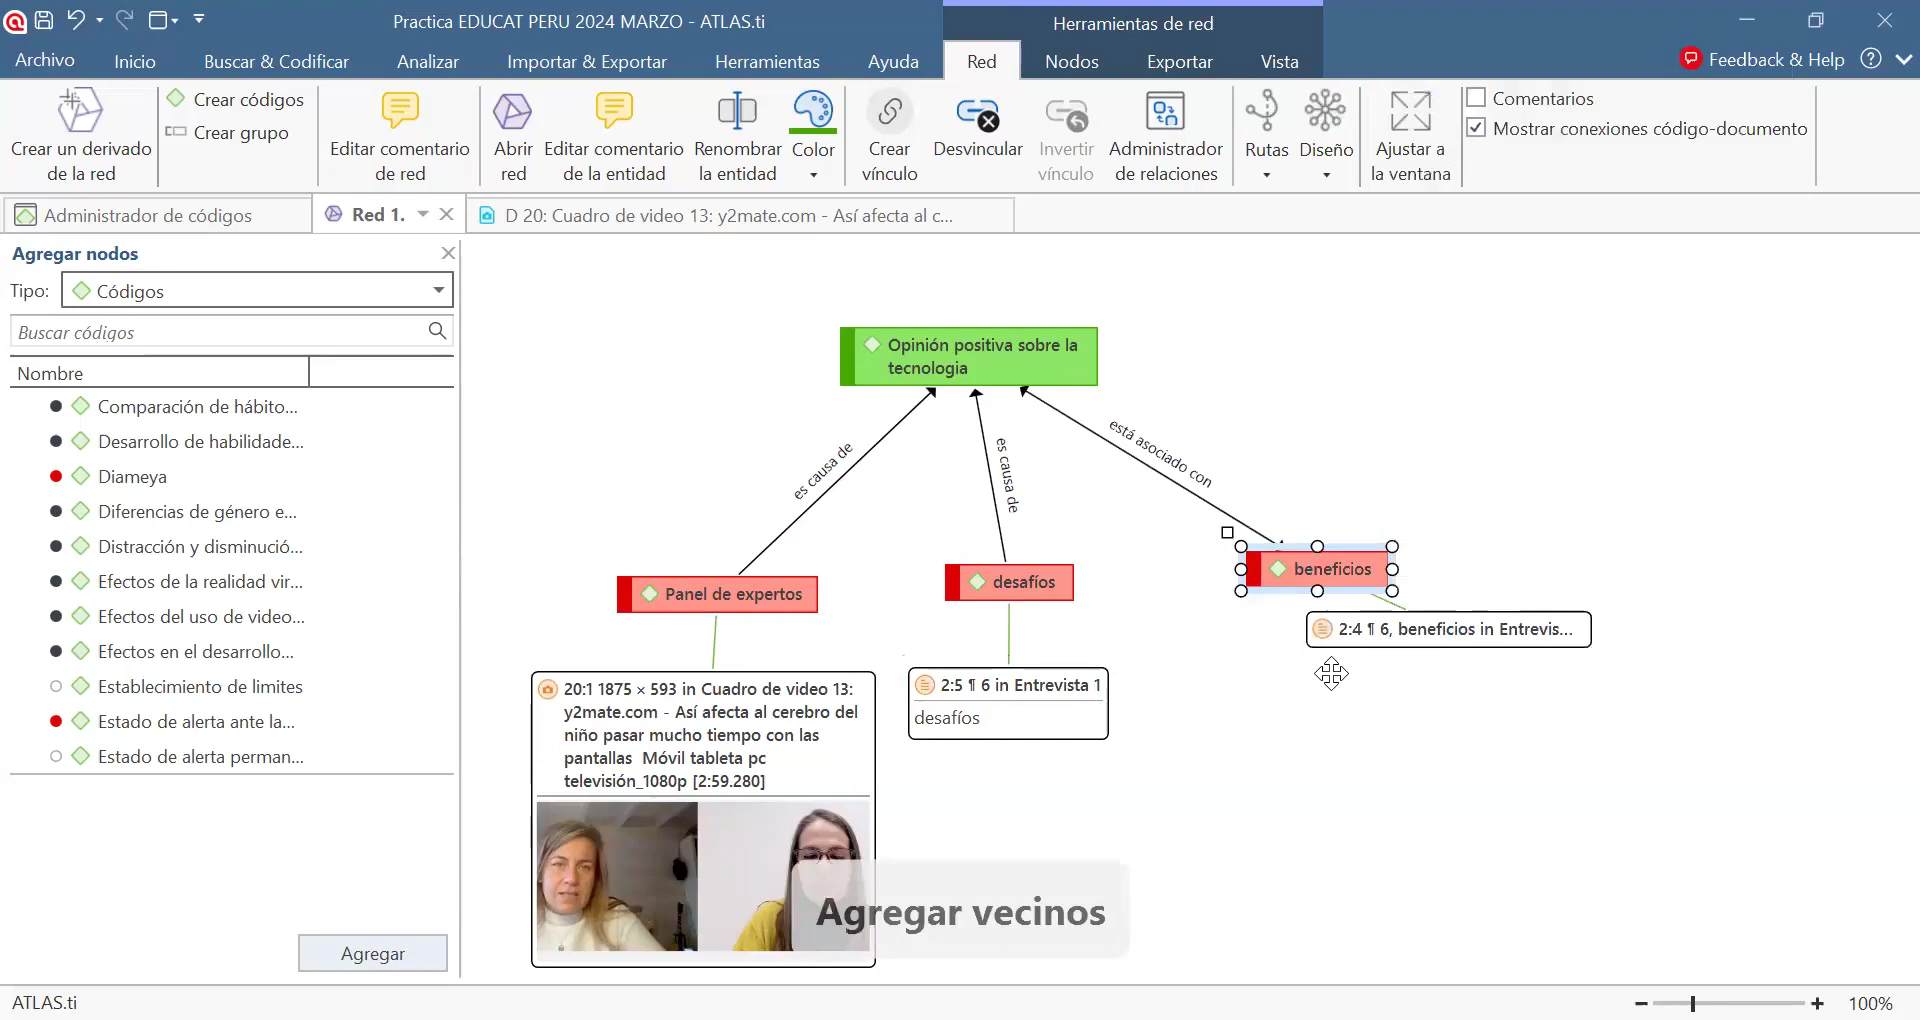 Practica EDUCAT PERU 2024 MARZO - ATLAS.ti
Herramientas de red
Archivo
Inicio
Buscar & Codificar
Analizar
Importar & Exportar
Herramientas
Ayuda
Red
Nodos
Exportar
Vista
Feedback & Help
Crear un derivado
de la red
Crear códigos
Crear grupo
Editar comentario
de red
Abrir
red
Editar comentario
de la entidad
Renombrar
la entidad
Color
Crear
vínculo
Desvincular
Invertir
vínculo
Administrador
de relaciones
Rutas
Diseño
Ajustar a
la ventana
Comentarios
Mostrar conexiones código-documento
Administrador de códigos
Red 1.
D 20: Cuadro de video 13: y2mate.com - Así afecta al c...
Agregar nodos
Tipo:
Códigos
Buscar códigos
Nombre
Comparación de hábito...
Desarrollo de habilidade...
Diameya
Diferencias de género e...
Distracción y disminució...
Efectos de la realidad vir...
Efectos del uso de video...
Efectos en el desarrollo...
Establecimiento de limites
Estado de alerta ante la...
Estado de alerta perman...
Agregar
Opinión positiva sobre la
tecnologia
es causa de
es causa de
está asociado con
Panel de expertos
desafíos
beneficios
2:4 ¶ 6, beneficios in Entrevis...
20:1 1875 × 593 in Cuadro de video 13:
y2mate.com - Así afecta al cerebro del
niño pasar mucho tiempo con las
pantallas Móvil tableta pc
televisión_1080p [2:59.280]
2:5 ¶ 6 in Entrevista 1
desafíos
Agregar vecinos
ATLAS.ti
100%